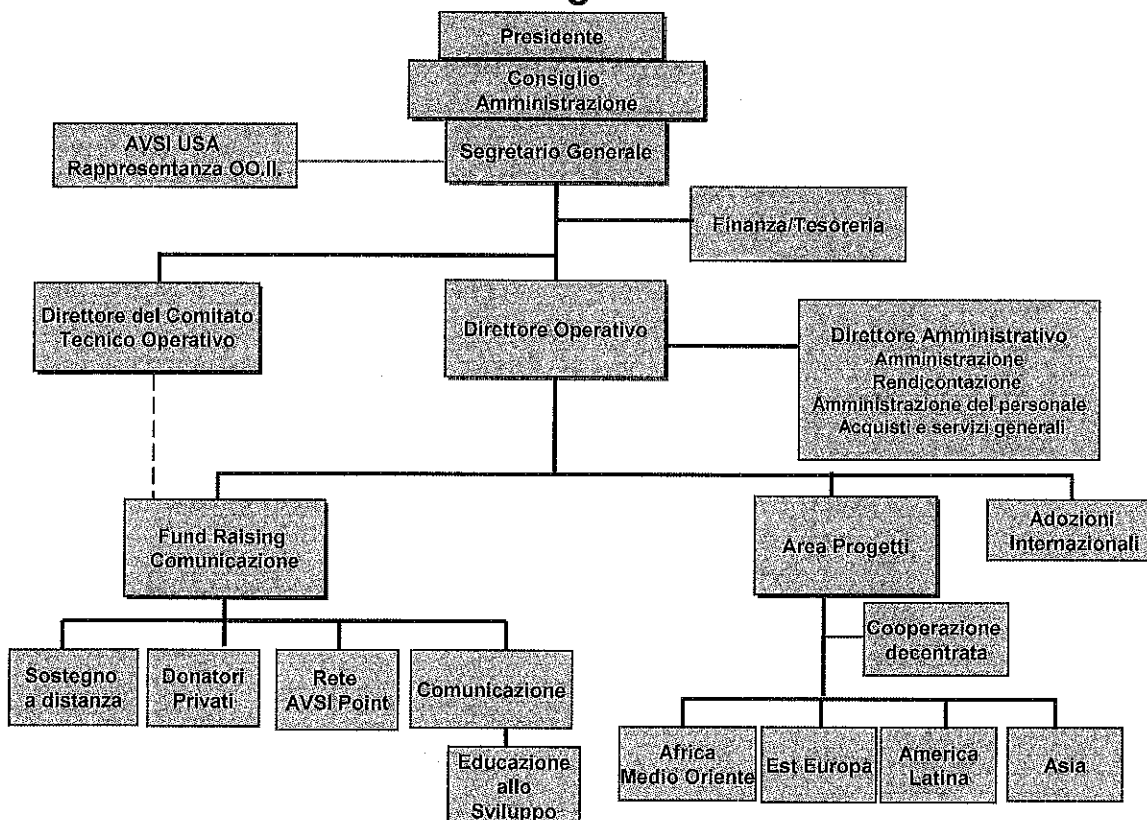 Presidente
Consiglio
Amministrazione
Segretario Generale
AVSI USA
Rappresentanza OO.II.
Finanza/Tesoreria
Direttore del Comitato
Tecnico Operativo
Direttore Operativo
Direttore Amministrativo
Amministrazione
Rendicontazione
Amministrazione del personale
Acquisti e servizi generali
Fund Raising
Comunicazione
Area Progetti
Adozioni
Internazionali
Cooperazione
decentrata
Sostegno
a distanza
Donatori
Privati
Rete
AVSI Point
Comunicazione
Educazione
allo
Sviluppo
Africa
Medio Oriente
Est Europa
America
Latina
Asia